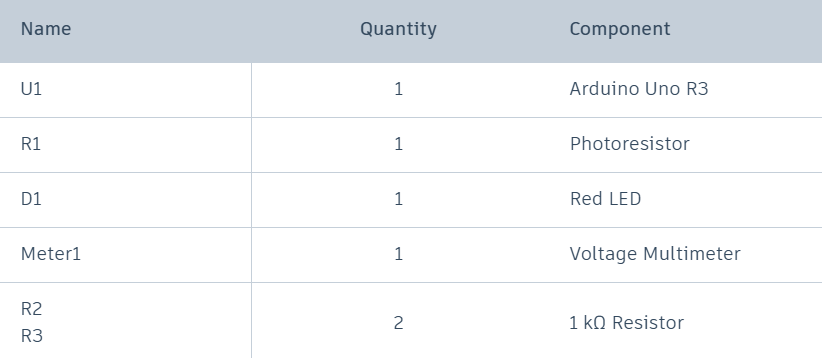 Name Quantity Component
U1 1 Arduino Uno R3
R1 1 Photoresistor
D1 1 Red LED
Meter1 1 Voltage Multimeter
R2
R3 2 1 kΩ Resistor